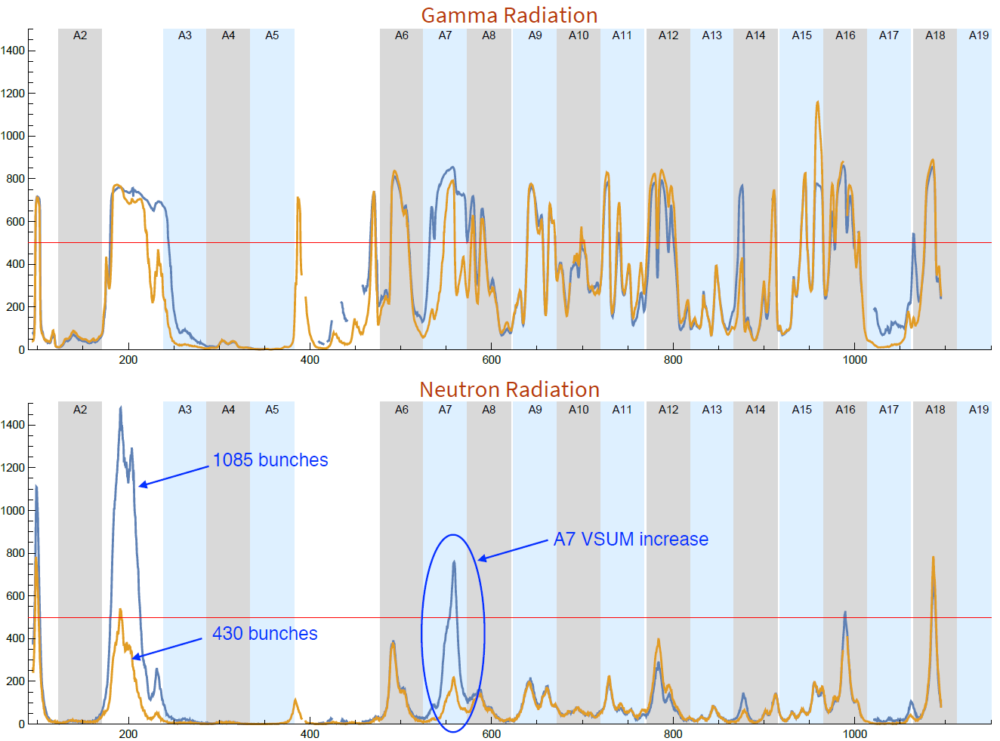 Gamma Radiation
A2 A3 A4 A5 A6 A7 A8 A9 A10 A11 A12 A13 A14 A15 A16 A17 A18 A19
1400
1200
1000
800
600
400
200
0
200 400 600 800 1000
Neutron Radiation
A2 A3 A4 A5 A6 A7 A8 A9 A10 A11 A12 A13 A14 A15 A16 A17 A18 A19
1400
1085 bunches
1200
1000
A7 VSUM increase
800
600
430 bunches
400
200
0
200 400 600 800 1000